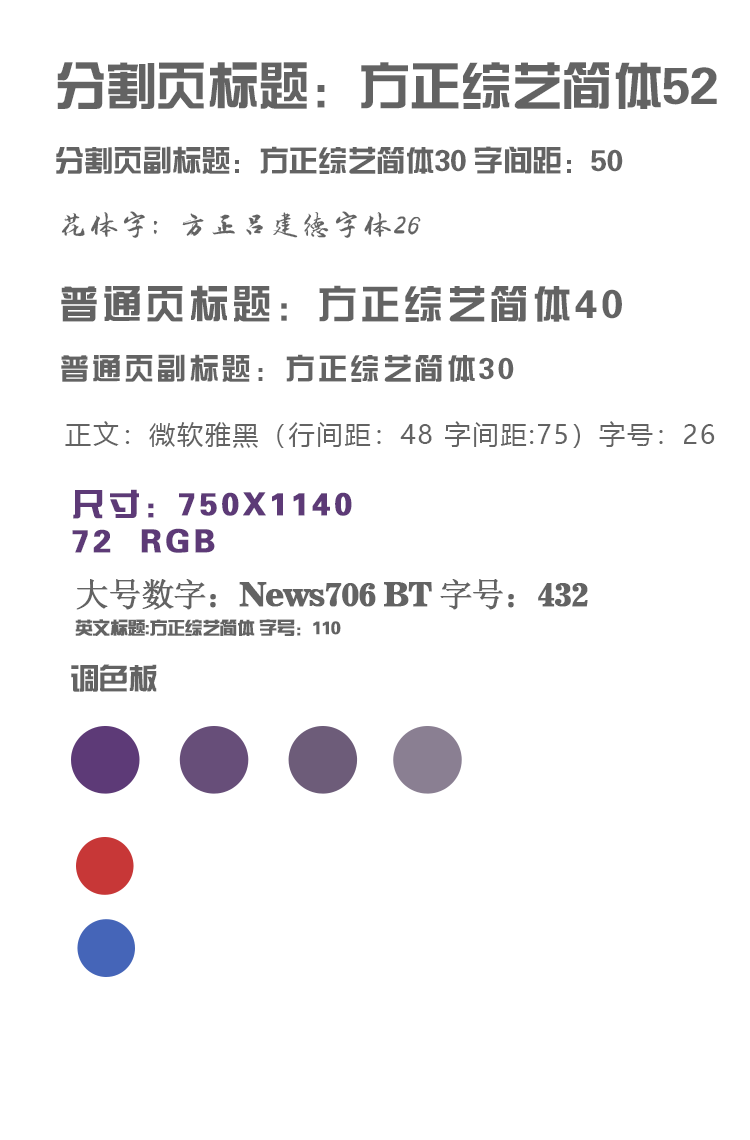 分割页标题：方正综艺简体52
分割页副标题：方正综艺简体30 字间距：50
花体字：方正吕建德字体26
普通页标题：方正综艺简体40
普通页副标题：方正综艺简体30
正文：微软雅黑（行间距：48 字间距:75）字号：26
尺寸：750X1140
72 RGB
大号数字：News706 BT 字号：432
英文标题:方正综艺简体 字号：110
调色板